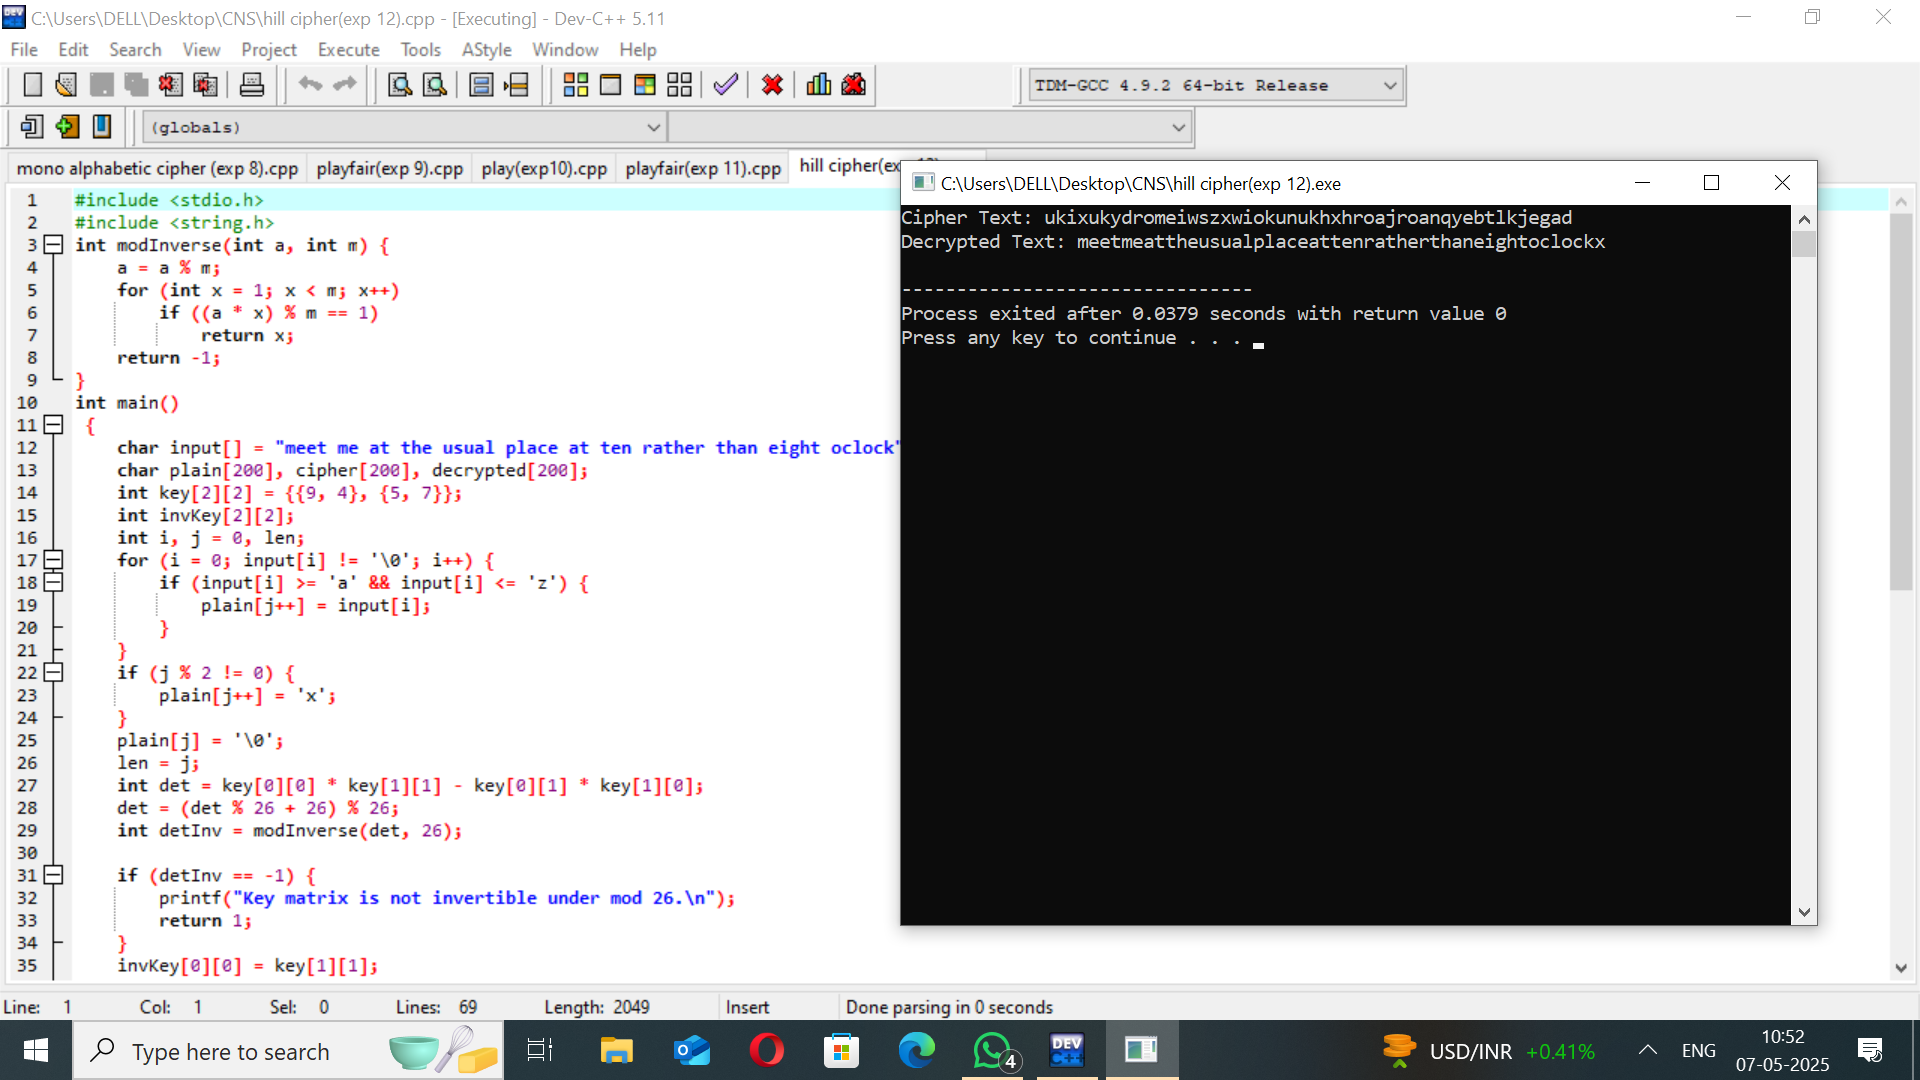 C:\Users\DELL\Desktop\CNS\hill cipher(exp 12).cpp - [Executing] - Dev-C++ 5.11
File Edit Search View Project Execute Tools AStyle Window Help
TDM-GCC 4.9.2 64-bit Release
(globals)
mono alphabetic cipher (exp 8).cpp playfair(exp 9).cpp play(exp10).cpp playfair(exp 11).cpp hill cipher(ex
1 #include <stdio.h>
2 #include <string.h>
3 int modInverse(int a, int m) {
4 a = a % m;
5 for (int x = 1; x < m; x++)
6 if ((a * x) % m == 1)
7 return x;
8 return -1;
9 }
10 int main()
11 {
12 char input[] = "meet me at the usual place at ten rather than eight oclock"
13 char plain[200], cipher[200], decrypted[200];
14 int key[2][2] = {{9, 4}, {5, 7}};
15 int invKey[2][2];
16 int i, j = 0, len;
17 for (i = 0; input[i] != '\0'; i++) {
18 if (input[i] >= 'a' && input[i] <= 'z') {
19 plain[j++] = input[i];
20 }
21 }
22 if (j % 2 != 0) {
23 plain[j++] = 'x';
24 }
25 plain[j] = '\0';
26 len = j;
27 int det = key[0][0] * key[1][1] - key[0][1] * key[1][0];
28 det = (det % 26 + 26) % 26;
29 int detInv = modInverse(det, 26);
30
31 if (detInv == -1) {
32 printf("Key matrix is not invertible under mod 26.\n");
33 return 1;
34 }
35 invKey[0][0] = key[1][1];
C:\Users\DELL\Desktop\CNS\hill cipher(exp 12).exe
Cipher Text: ukixukydromeiwszxwiokunukhxhroajroanqyebtlkjegad
Decrypted Text: meetmeattheusualplaceattenratherthaneightoclockx
--------------------------------
Process exited after 0.0379 seconds with return value 0
Press any key to continue . . .
Line: 1 Col: 1 Sel: 0 Lines: 69 Length: 2049 Insert Done parsing in 0 seconds
Type here to search
DEV C++
4
USD/INR +0.41%
ENG
10:52
07-05-2025